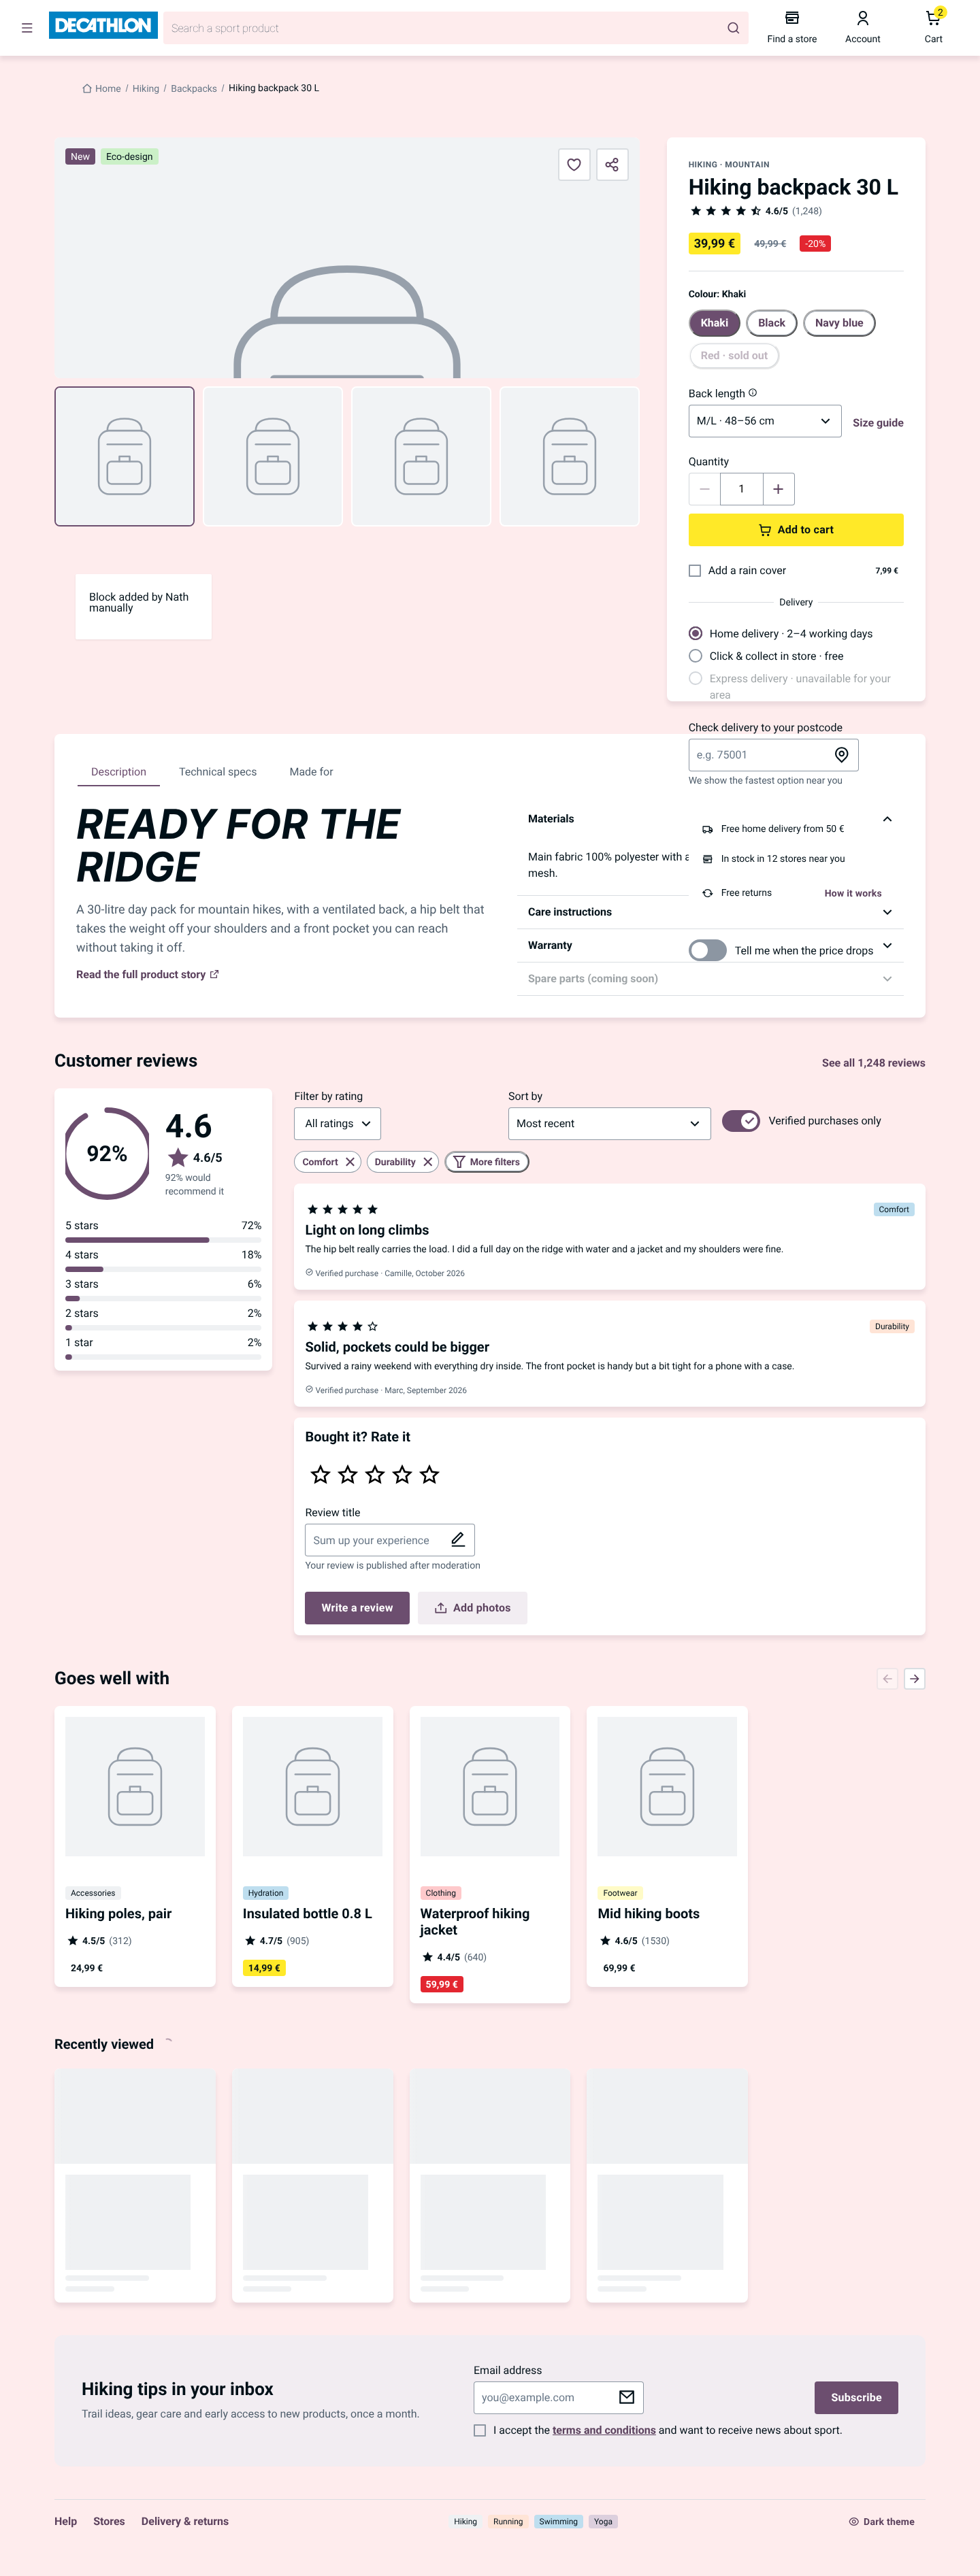 DECATHLON
Search a sport product
Find a store
Account
2
Cart
Home / Hiking / Backpacks / Hiking backpack 30 L
New
Eco-design
HIKING · MOUNTAIN
Hiking backpack 30 L
4.6/5 (1,248)
39,99 € 49,99 € -20%
Colour: Khaki
Khaki
Black
Navy blue
Red · sold out
Back length
M/L · 48–56 cm
Size guide
Quantity
1
Add to cart
Add a rain cover 7,99 €
Delivery
Home delivery · 2–4 working days
Click & collect in store · free
Express delivery · unavailable for your
area
Check delivery to your postcode
e.g. 75001
We show the fastest option near you
Free home delivery from 50 €
In stock in 12 stores near you
Free returns How it works
Tell me when the price drops
Block added by Nath
manually
Description
Technical specs
Made for
READY FOR THE
RIDGE
A 30-litre day pack for mountain hikes, with a ventilated back, a hip belt that
takes the weight off your shoulders and a front pocket you can reach
without taking it off.
Read the full product story
Materials
Main fabric 100% polyester with a
mesh.
Care instructions
Warranty
Spare parts (coming soon)
Customer reviews
See all 1,248 reviews
92%
4.6
4.6/5
92% would
recommend it
5 stars 72%
4 stars 18%
3 stars 6%
2 stars 2%
1 star 2%
Filter by rating
All ratings
Sort by
Most recent
Verified purchases only
Comfort
Durability
More filters
Comfort
Light on long climbs
The hip belt really carries the load. I did a full day on the ridge with water and a jacket and my shoulders were fine.
Verified purchase · Camille, October 2026
Durability
Solid, pockets could be bigger
Survived a rainy weekend with everything dry inside. The front pocket is handy but a bit tight for a phone with a case.
Verified purchase · Marc, September 2026
Bought it? Rate it
Review title
Sum up your experience
Your review is published after moderation
Write a review
Add photos
Goes well with
Accessories
Hiking poles, pair
4.5/5 (312)
24,99 €
Hydration
Insulated bottle 0.8 L
4.7/5 (905)
14,99 €
Clothing
Waterproof hiking
jacket
4.4/5 (640)
59,99 €
Footwear
Mid hiking boots
4.6/5 (1530)
69,99 €
Recently viewed
Hiking tips in your inbox
Trail ideas, gear care and early access to new products, once a month.
Email address
you@example.com
Subscribe
I accept the terms and conditions and want to receive news about sport.
Help
Stores
Delivery & returns
Hiking
Running
Swimming
Yoga
Dark theme